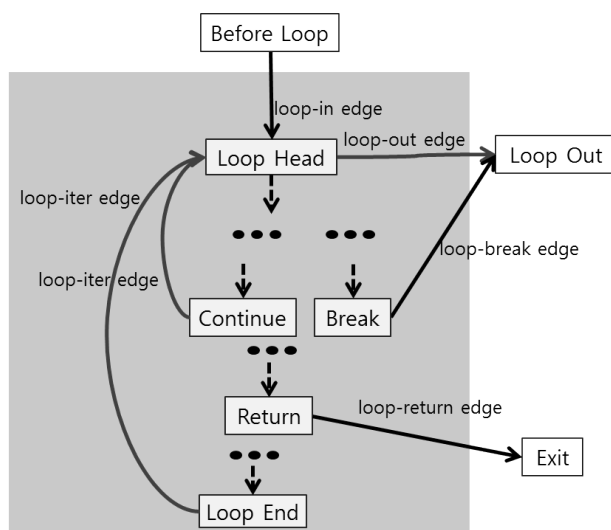 Before Loop
loop-in edge
loop-out edge
Loop Head
Loop Out
loop-iter edge
loop-break edge
loop-iter edge
Continue
Break
loop-return edge
Return
Exit
Loop End